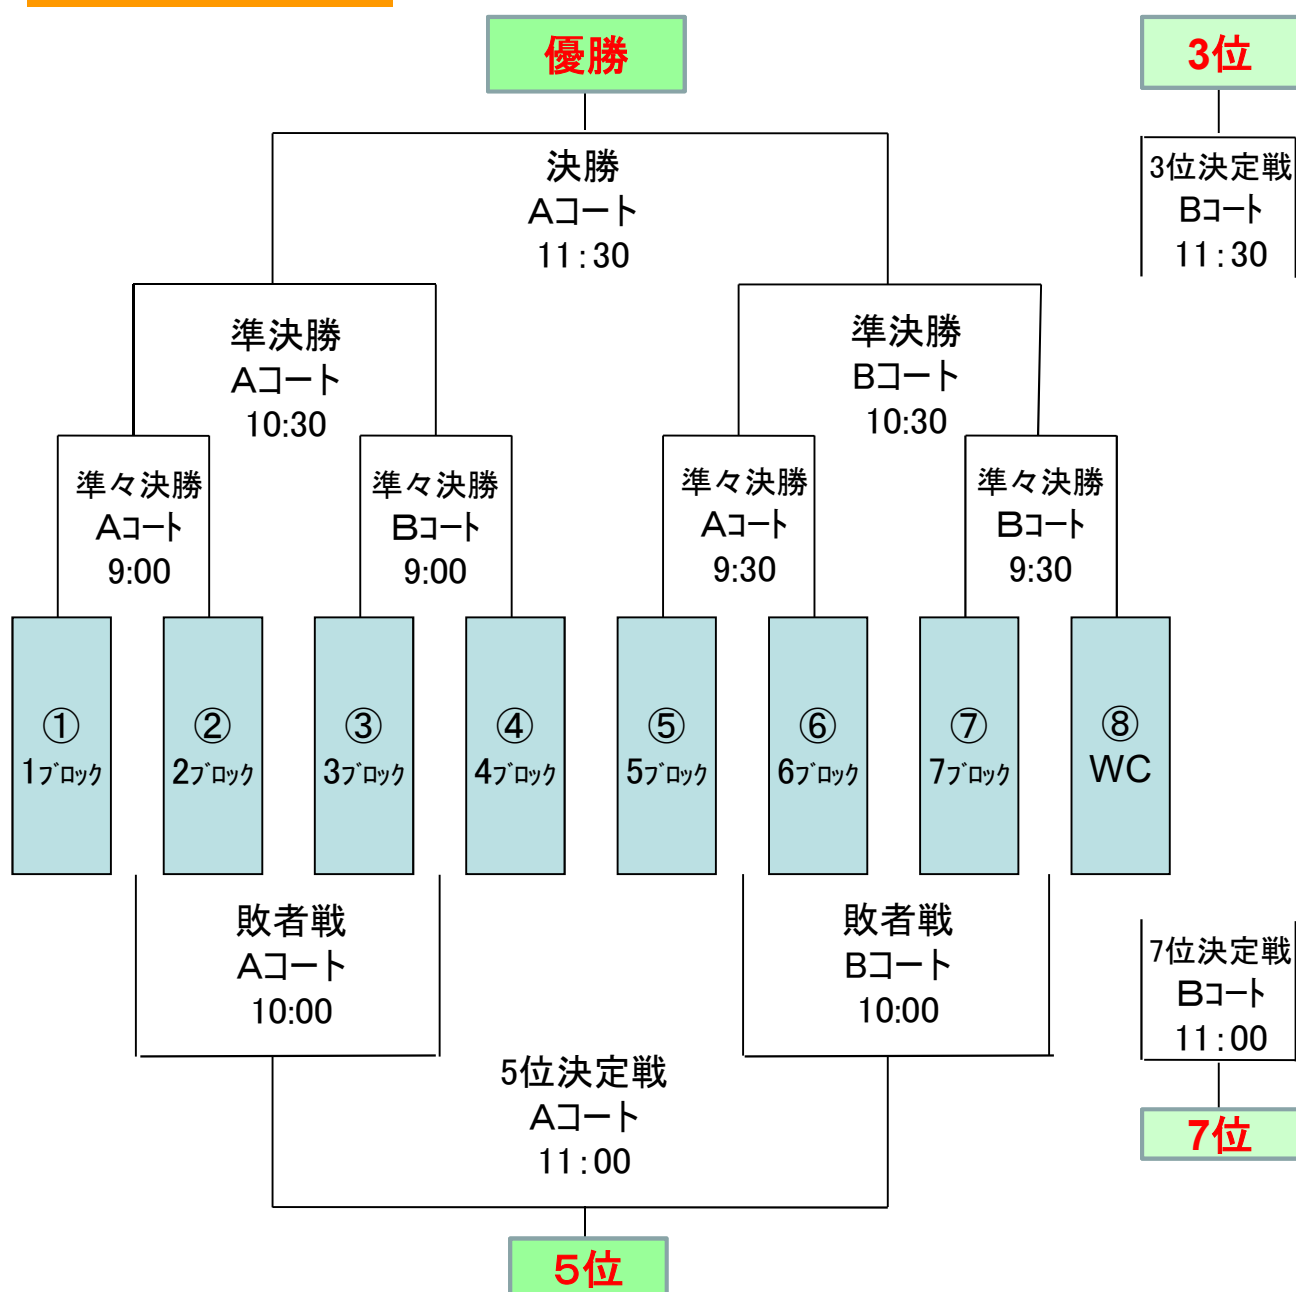 優勝
3位
決勝
Aコート
11:30
3位決定戦
Bコート
11:30
準決勝
Aコート
10:30
準決勝
Bコート
10:30
準々決勝
Aコート
9:00
準々決勝
Bコート
9:00
準々決勝
Aコート
9:30
準々決勝
Bコート
9:30
①
1ブロック
②
2ブロック
③
3ブロック
④
4ブロック
⑤
5ブロック
⑥
6ブロック
⑦
7ブロック
⑧
WC
敗者戦
Aコート
10:00
敗者戦
Bコート
10:00
7位決定戦
Bコート
11:00
5位決定戦
Aコート
11:00
7位
5位